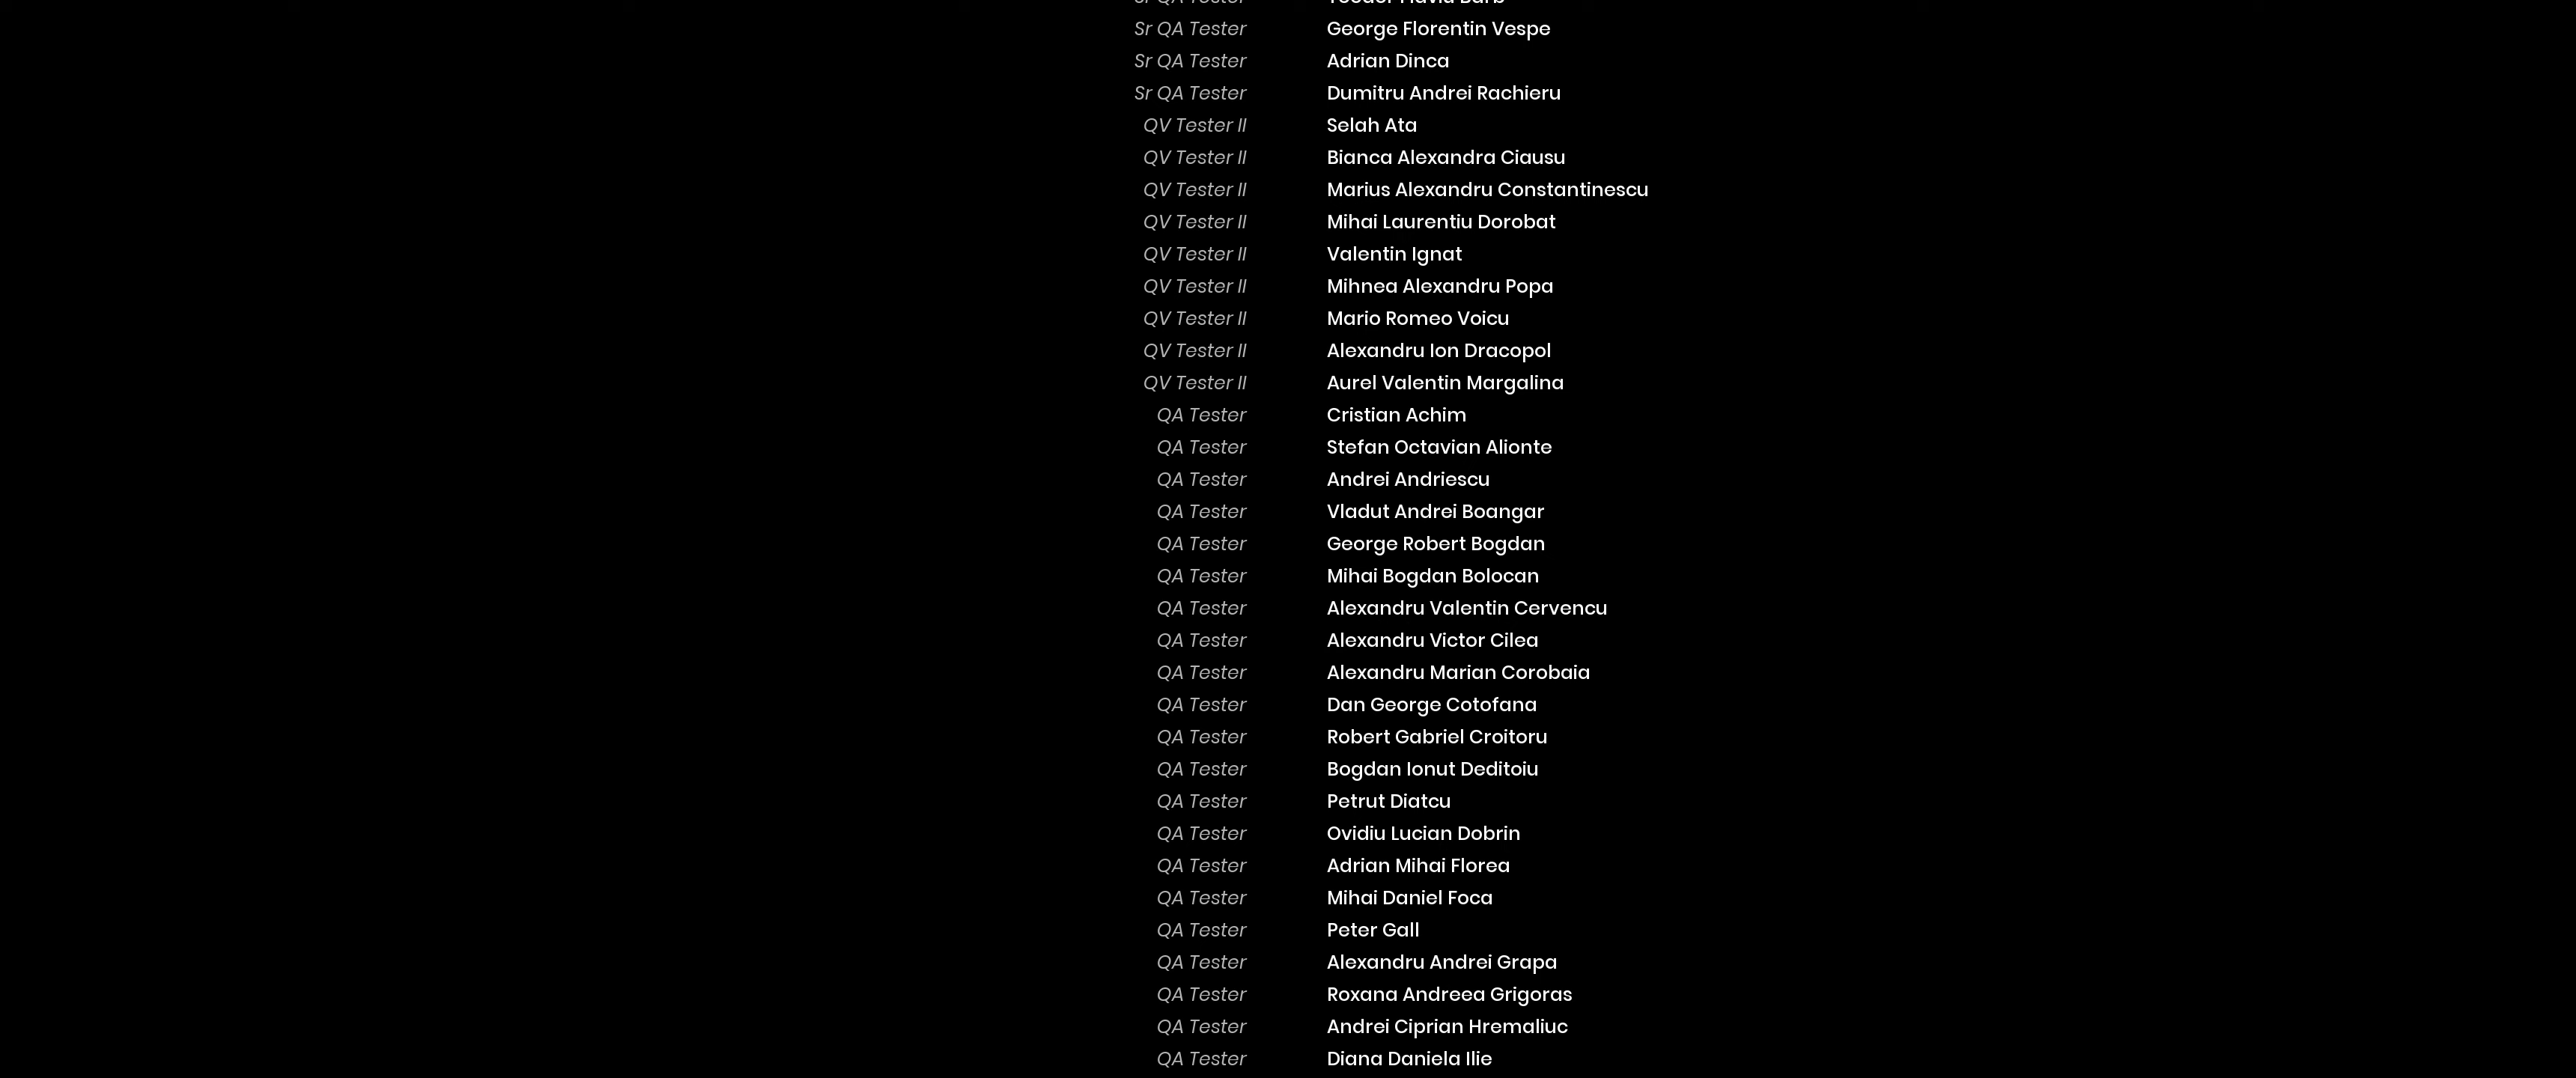 Sr QA Tester George Florentin Vespe
Sr QA Tester Adrian Dinca
Sr QA Tester Dumitru Andrei Rachieru
QV Tester II Selah Ata
QV Tester II Bianca Alexandra Ciausu
QV Tester II Marius Alexandru Constantinescu
QV Tester II Mihai Laurentiu Dorobat
QV Tester II Valentin Ignat
QV Tester II Mihnea Alexandru Popa
QV Tester II Mario Romeo Voicu
QV Tester II Alexandru Ion Dracopol
QV Tester II Aurel Valentin Margalina
QA Tester Cristian Achim
QA Tester Stefan Octavian Alionte
QA Tester Andrei Andriescu
QA Tester Vladut Andrei Boangar
QA Tester George Robert Bogdan
QA Tester Mihai Bogdan Bolocan
QA Tester Alexandru Valentin Cervencu
QA Tester Alexandru Victor Cilea
QA Tester Alexandru Marian Corobaia
QA Tester Dan George Cotofana
QA Tester Robert Gabriel Croitoru
QA Tester Bogdan Ionut Deditoiu
QA Tester Petrut Diatcu
QA Tester Ovidiu Lucian Dobrin
QA Tester Adrian Mihai Florea
QA Tester Mihai Daniel Foca
QA Tester Peter Gall
QA Tester Alexandru Andrei Grapa
QA Tester Roxana Andreea Grigoras
QA Tester Andrei Ciprian Hremaliuc
QA Tester Diana Daniela Ilie